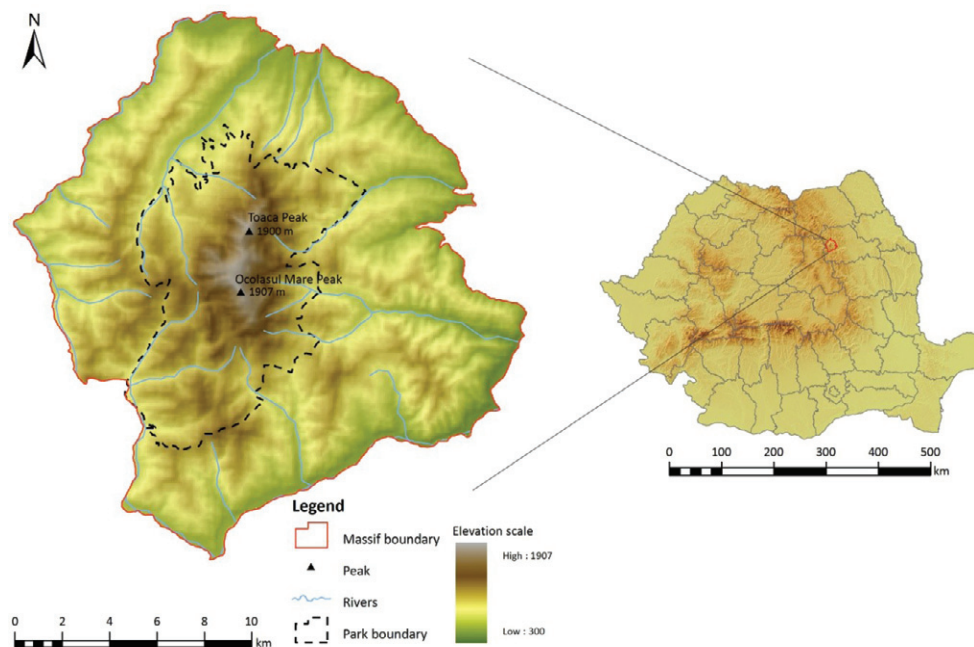 N
Toaca Peak
1900 m
Ocolasul Mare Peak
1907 m
Legend
Massif boundary
Peak
Rivers
Park boundary
Elevation scale
High : 1907
Low : 300
0 2 4 6 8 10
km
0 100 200 300 400 500
km